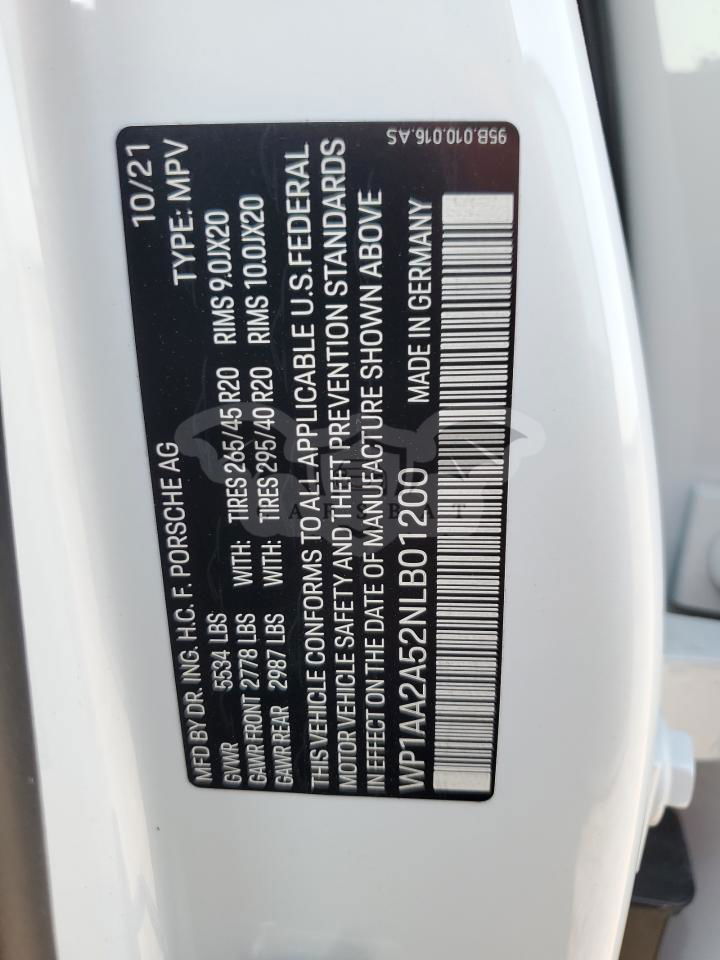 MFD BY DR. ING. H.C. F. PORSCHE AG 10/21
GVWR 5534 LBS TYPE: MPV
GAWR FRONT 2778 LBS WITH: TIRES 265/45 R20 RIMS 9.0JX20
GAWR REAR 2987 LBS WITH: TIRES 295/40 R20 RIMS 10.0JX20
THIS VEHICLE CONFORMS TO ALL APPLICABLE U.S. FEDERAL
MOTOR VEHICLE SAFETY AND THEFT PREVENTION STANDARDS
IN EFFECT ON THE DATE OF MANUFACTURE SHOWN ABOVE
WP1AA2A52NLB01200 MADE IN GERMANY
95B.010.016.A.S
CARSBAT